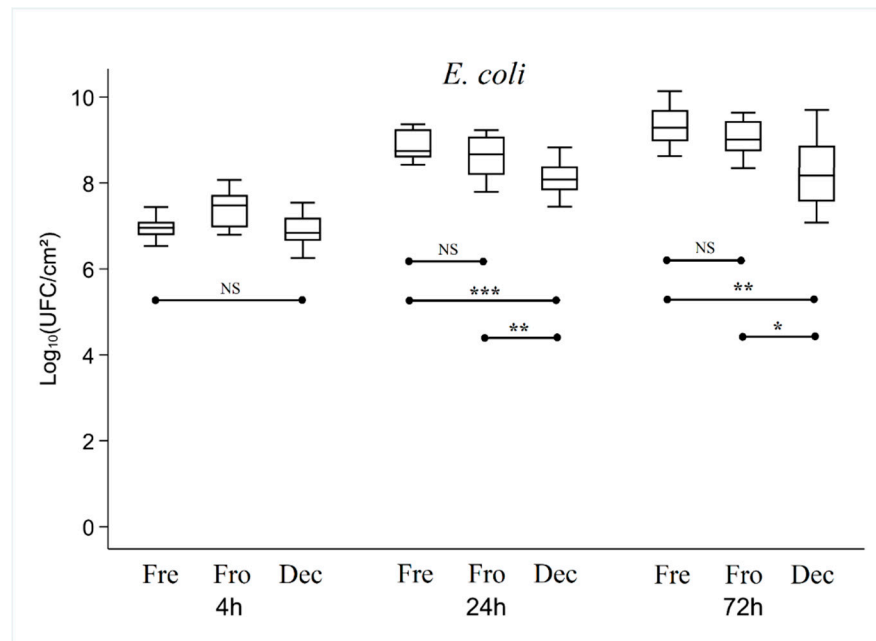 E. coli
Log₁₀(UFC/cm²)
10
8
6
4
2
0
NS
NS
NS
***
**
**
*
Fre Fro Dec Fre Fro Dec Fre Fro Dec
4h 24h 72h